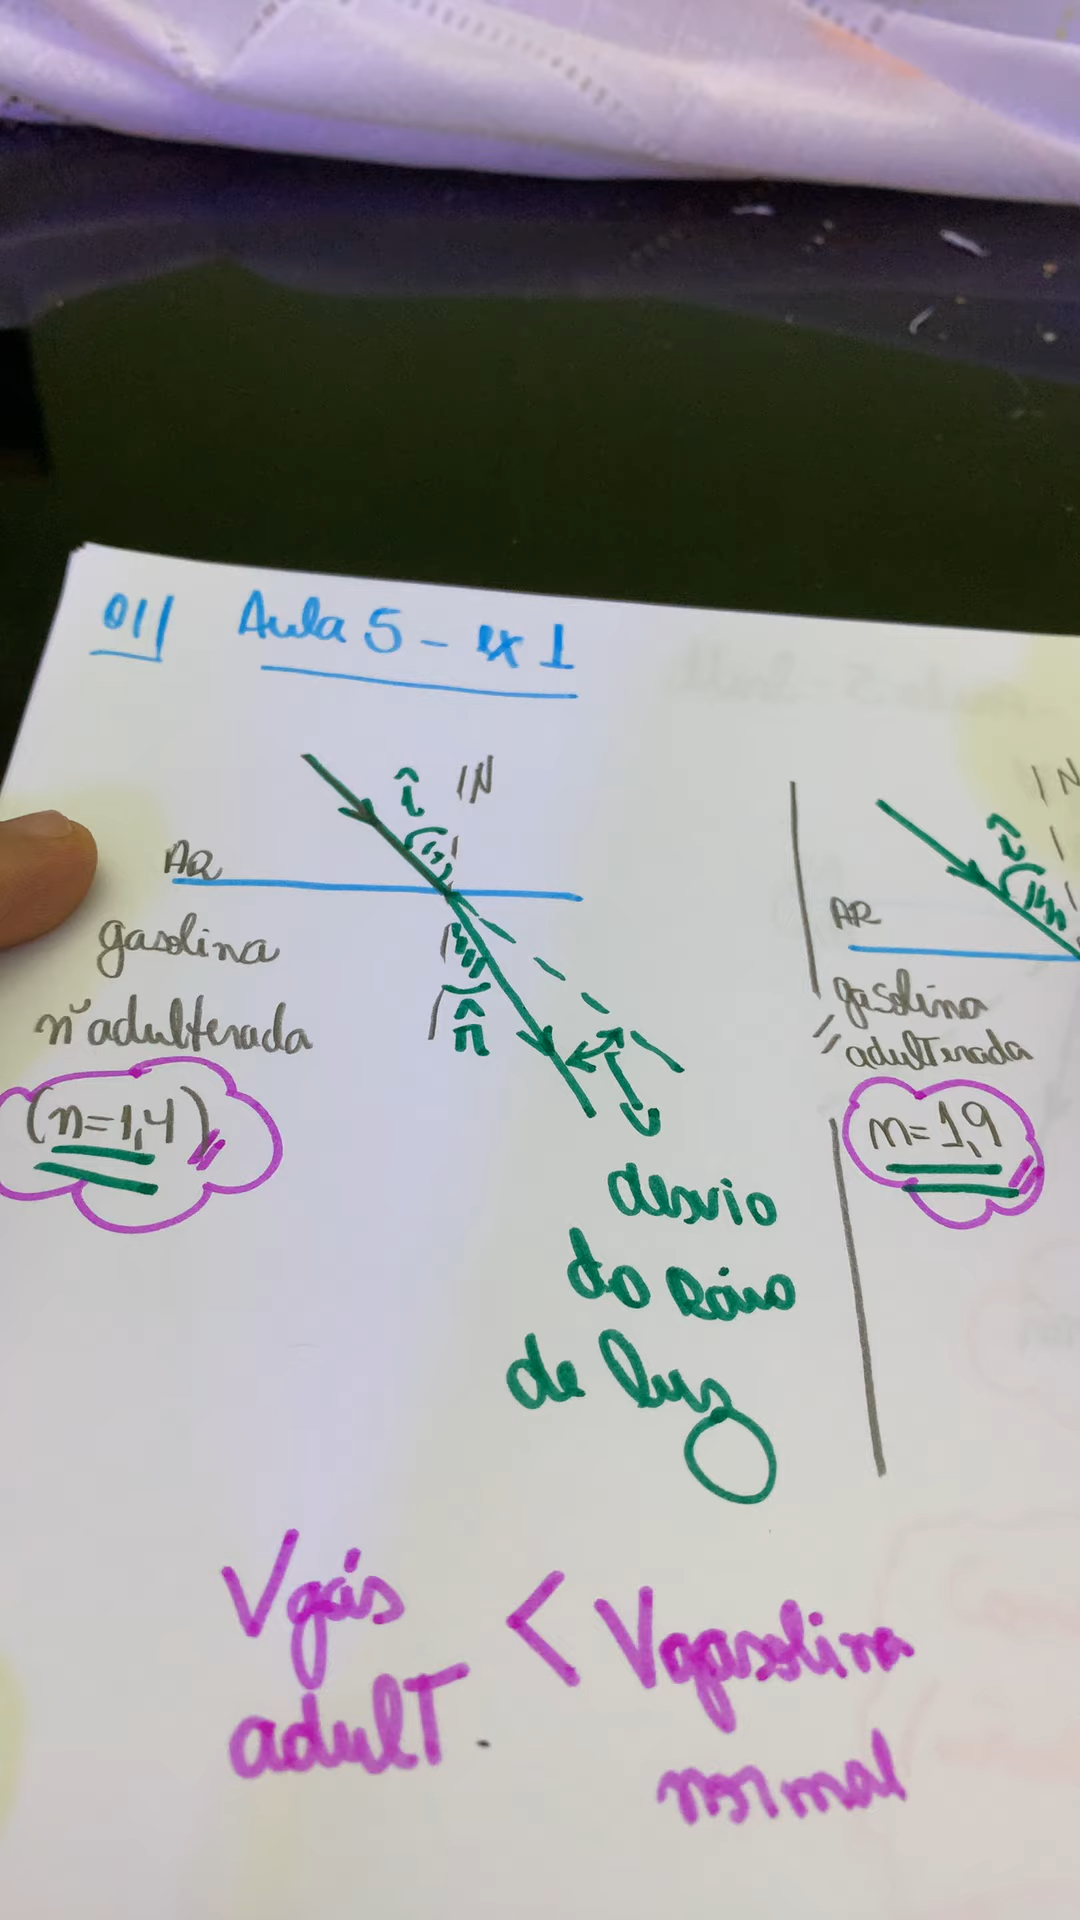 01) Aula 5 - ex 1
î N
AR
gasolina
ñ adulterada
(n=1,4)
r̂
desvio
do Raio
de luz
N
î
AR
gasolina
adulterada
n=1,9
Vgás < Vgasolina
adulT. normal